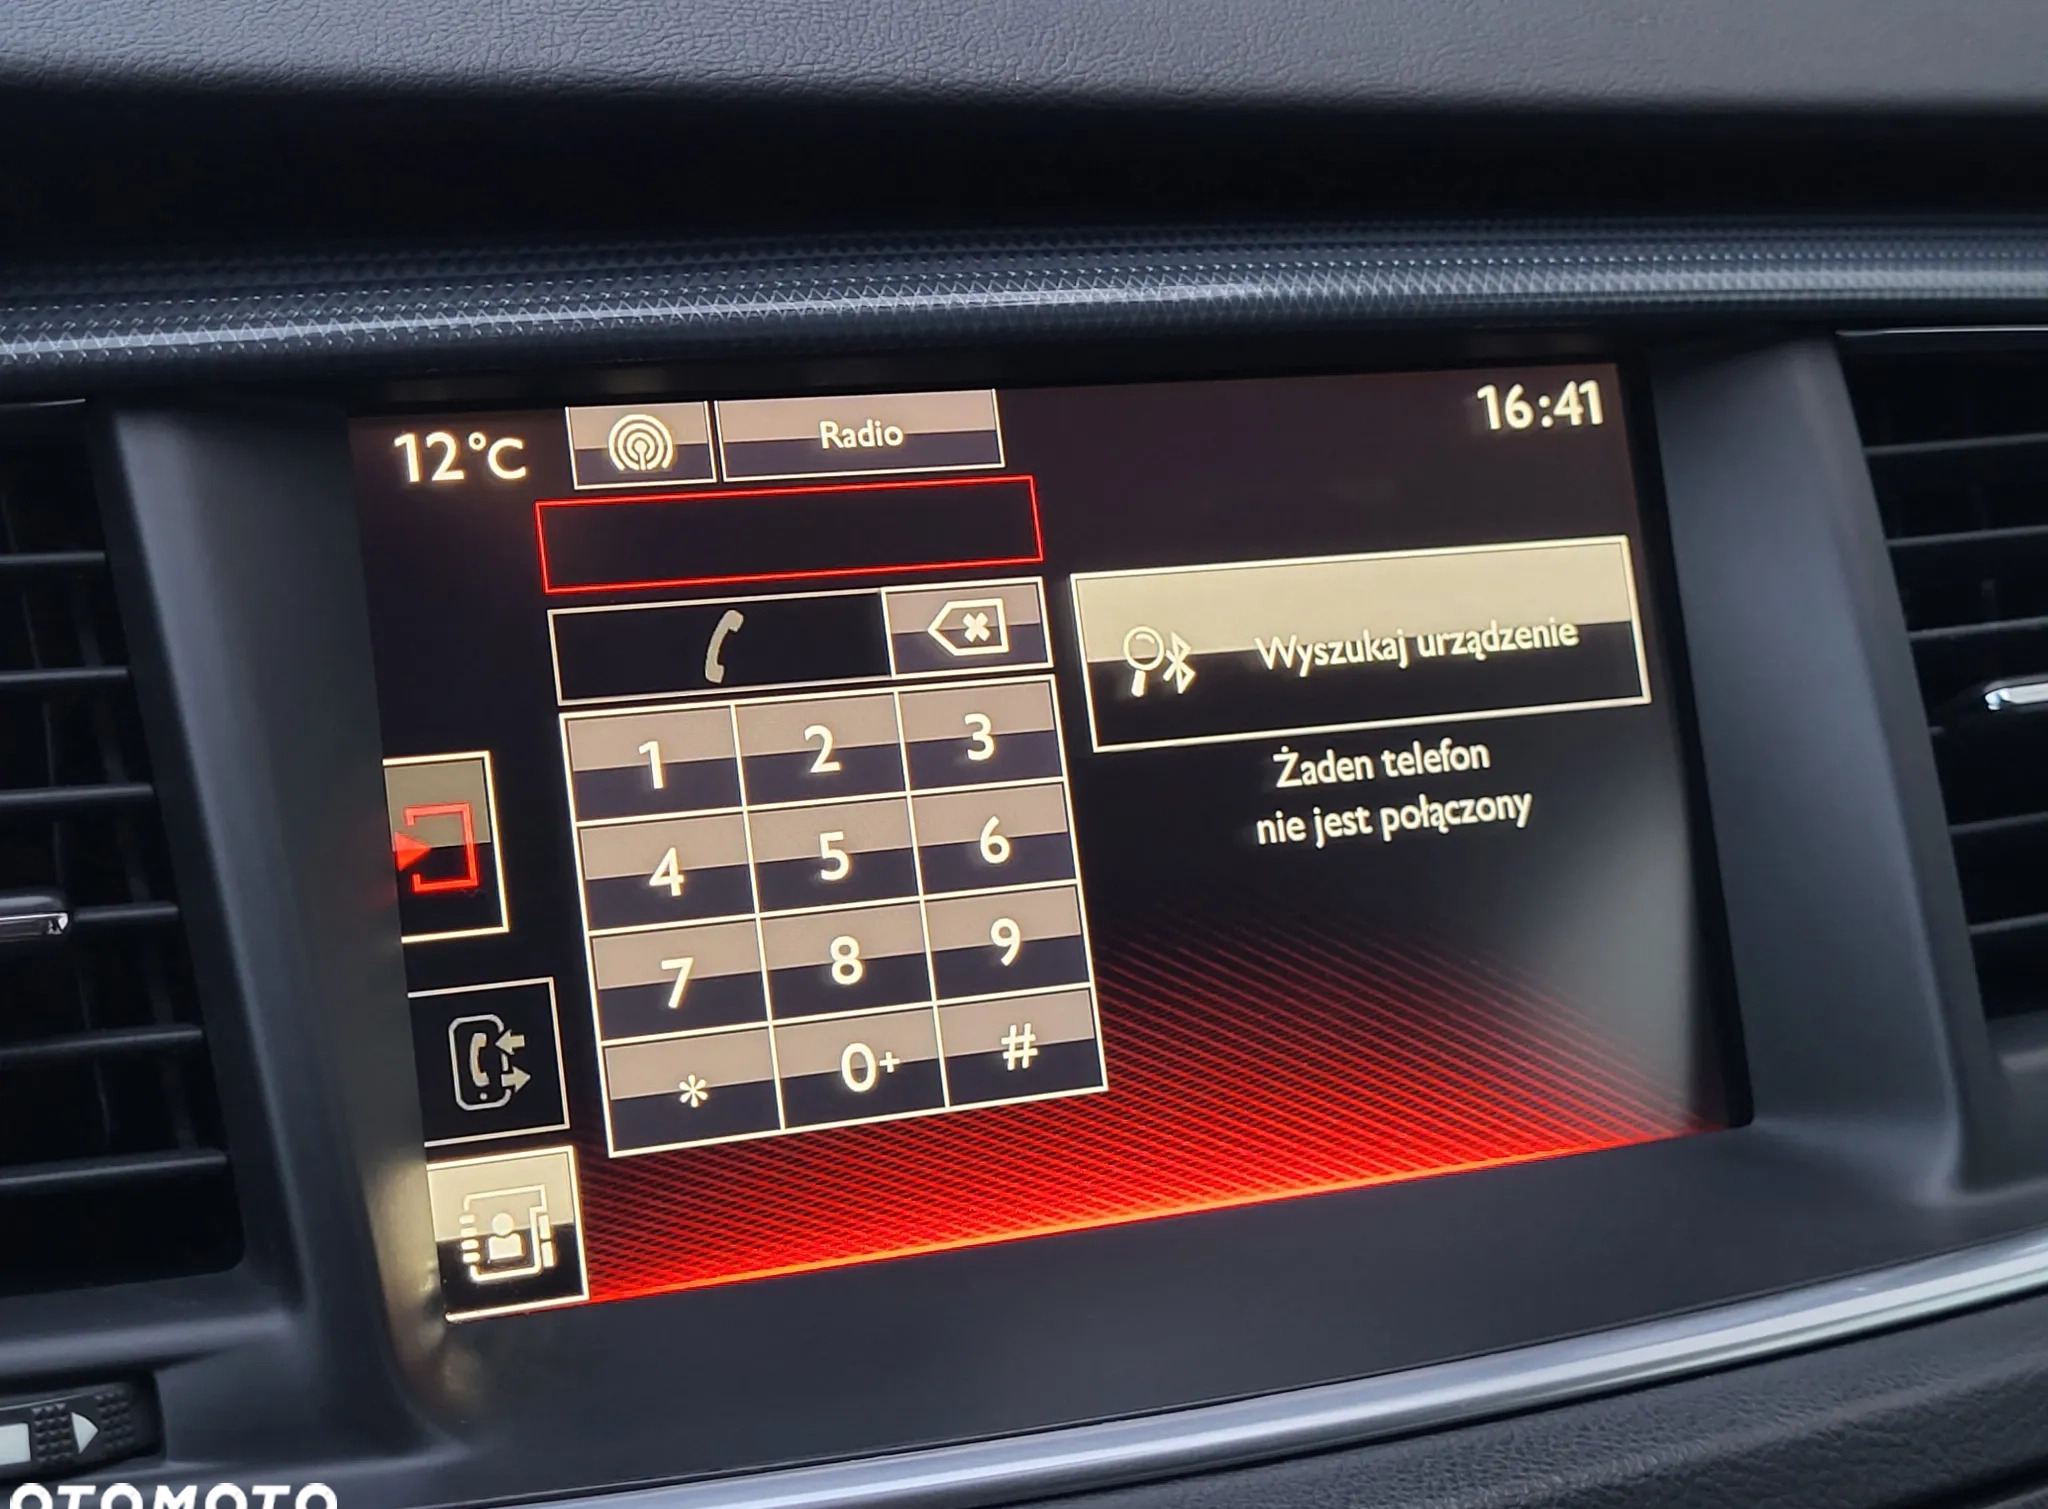 12°C
Radio
16:41
Wyszukaj urządzenie
Żaden telefon
nie jest połączony
1 2 3
4 5 6
7 8 9
* 0+ #
OTOMOTO